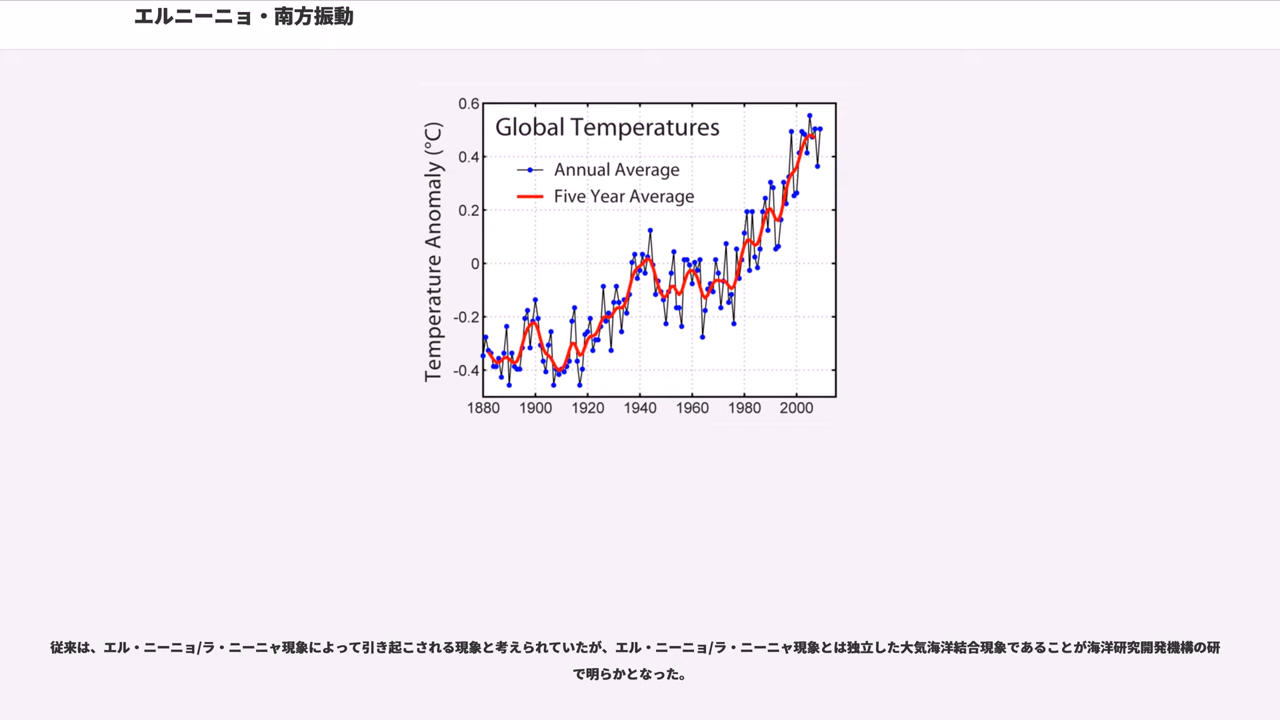 エルニーニョ・南方振動
Global Temperatures
Annual Average
Five Year Average
Temperature Anomaly (°C)
0.6
0.4
0.2
0
-0.2
-0.4
1880 1900 1920 1940 1960 1980 2000
従来は、エル・ニーニョ/ラ・ニーニャ現象によって引き起こされる現象と考えられていたが、エル・ニーニョ/ラ・ニーニャ現象とは独立した大気海洋結合現象であることが海洋研究開発機構の研
で明らかとなった。